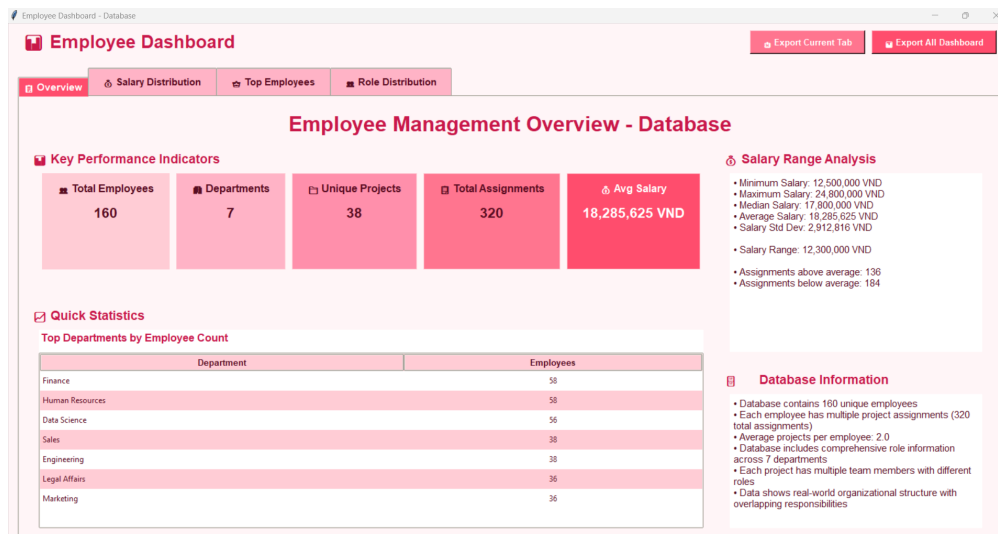 Employee Dashboard - Database
Employee Dashboard
Export Current Tab
Export All Dashboard
Overview
Salary Distribution
Top Employees
Role Distribution
Employee Management Overview - Database
Key Performance Indicators
Total Employees
160
Departments
7
Unique Projects
38
Total Assignments
320
Avg Salary
18,285,625 VND
Salary Range Analysis
• Minimum Salary: 12,500,000 VND
• Maximum Salary: 24,800,000 VND
• Median Salary: 17,800,000 VND
• Average Salary: 18,285,625 VND
• Salary Std Dev: 2,912,816 VND
• Salary Range: 12,300,000 VND
• Assignments above average: 136
• Assignments below average: 184
Quick Statistics
Top Departments by Employee Count
Department Employees
Finance 58
Human Resources 58
Data Science 56
Sales 38
Engineering 38
Legal Affairs 36
Marketing 36
Database Information
• Database contains 160 unique employees
• Each employee has multiple project assignments (320
total assignments)
• Average projects per employee: 2.0
• Database includes comprehensive role information
across 7 departments
• Each project has multiple team members with different
roles
• Data shows real-world organizational structure with
overlapping responsibilities